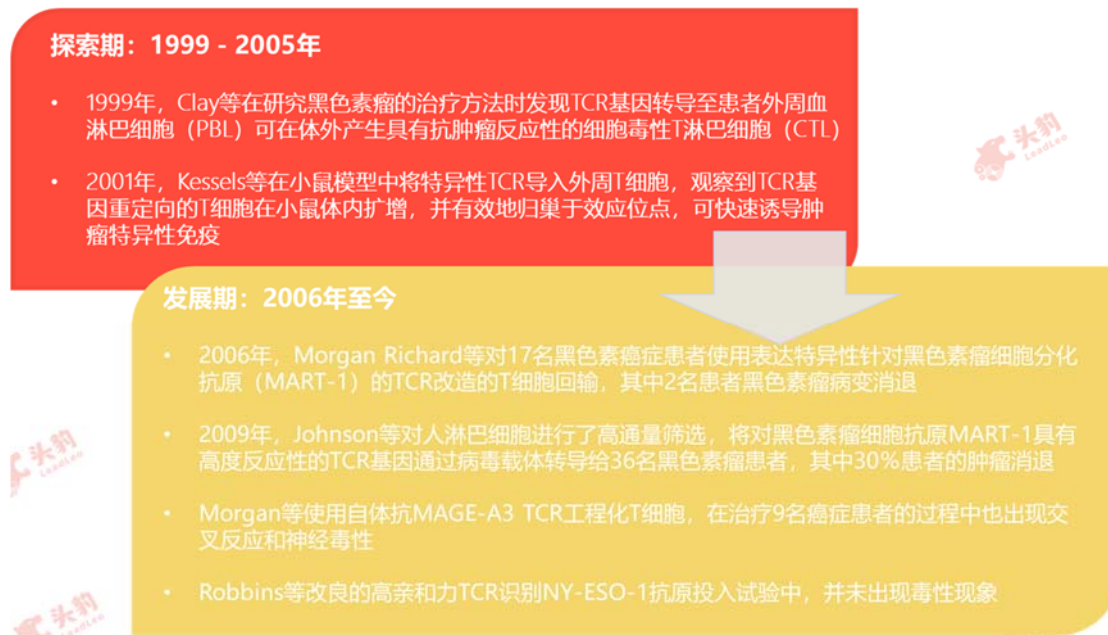 探索期：1999 - 2005年
• 1999年，Clay等在研究黑色素瘤的治疗方法时发现TCR基因转导至患者外周血
淋巴细胞（PBL）可在体外产生具有抗肿瘤反应性的细胞毒性T淋巴细胞（CTL）
• 2001年，Kessels等在小鼠模型中将特异性TCR导入外周T细胞，观察到TCR基
因重定向的T细胞在小鼠体内扩增，并有效地归巢于效应位点，可快速诱导肿
瘤特异性免疫
头豹
LeadLeo
发展期：2006年至今
• 2006年，Morgan Richard等对17名黑色素癌症患者使用表达特异性针对黑色素瘤细胞分化
抗原（MART-1）的TCR改造的T细胞回输，其中2名患者黑色素瘤病变消退
• 2009年，Johnson等对人淋巴细胞进行了高通量筛选，将对黑色素瘤细胞抗原MART-1具有
高度反应性的TCR基因通过病毒载体转导给36名黑色素瘤患者，其中30%患者的肿瘤消退
头豹
LeadLeo
• Morgan等使用自体抗MAGE-A3 TCR工程化T细胞，在治疗9名癌症患者的过程中也出现交
叉反应和神经毒性
• Robbins等改良的高亲和力TCR识别NY-ESO-1抗原投入试验中，并未出现毒性现象
头豹
LeadLeo